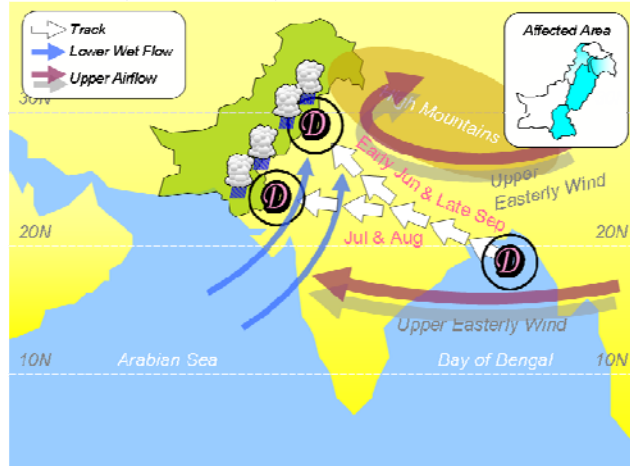 Track
Lower Wet Flow
Upper Airflow
Affected Area
30N
Mountains
D
Upper
Easterly Wind
Early Jun & Late Sep
D
Jul & Aug
20N
20N
D
Upper Easterly Wind
10N
Arabian Sea
Bay of Bengal
10N